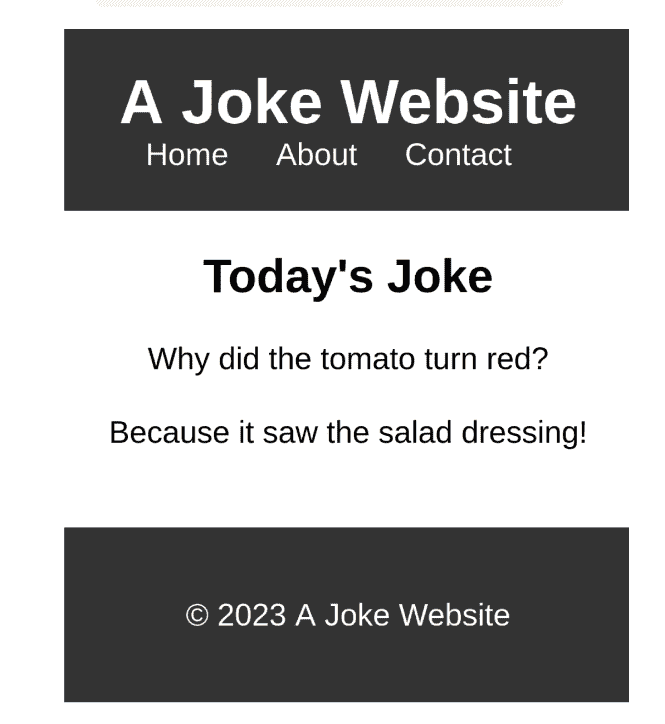 A Joke Website
Home About Contact
Today's Joke
Why did the tomato turn red?
Because it saw the salad dressing!
© 2023 A Joke Website